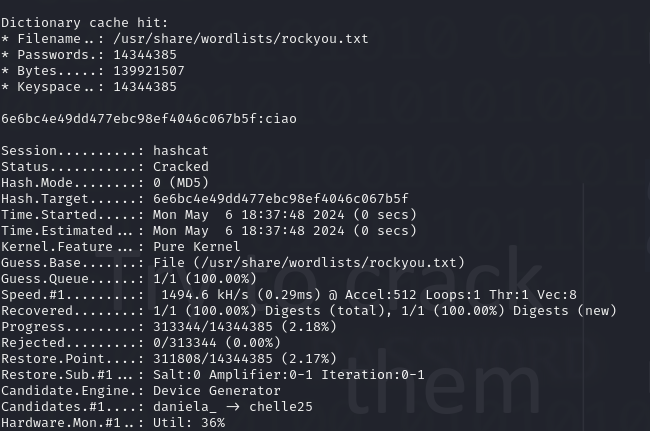 Dictionary cache hit:
* Filename..: /usr/share/wordlists/rockyou.txt
* Passwords.: 14344385
* Bytes.....: 139921507
* Keyspace..: 14344385
6e6bc4e49dd477ebc98ef4046c067b5f:ciao
Session..........: hashcat
Status...........: Cracked
Hash.Mode........: 0 (MD5)
Hash.Target......: 6e6bc4e49dd477ebc98ef4046c067b5f
Time.Started.....: Mon May  6 18:37:48 2024 (0 secs)
Time.Estimated...: Mon May  6 18:37:48 2024 (0 secs)
Kernel.Feature...: Pure Kernel
Guess.Base.......: File (/usr/share/wordlists/rockyou.txt)
Guess.Queue......: 1/1 (100.00%)
Speed.#1.........:  1494.6 kH/s (0.29ms) @ Accel:512 Loops:1 Thr:1 Vec:8
Recovered........: 1/1 (100.00%) Digests (total), 1/1 (100.00%) Digests (new)
Progress.........: 313344/14344385 (2.18%)
Rejected.........: 0/313344 (0.00%)
Restore.Point....: 311808/14344385 (2.17%)
Restore.Sub.#1...: Salt:0 Amplifier:0-1 Iteration:0-1
Candidate.Engine.: Device Generator
Candidates.#1....: daniela_ -> chelle25
Hardware.Mon.#1..: Util: 36%
to crack
them